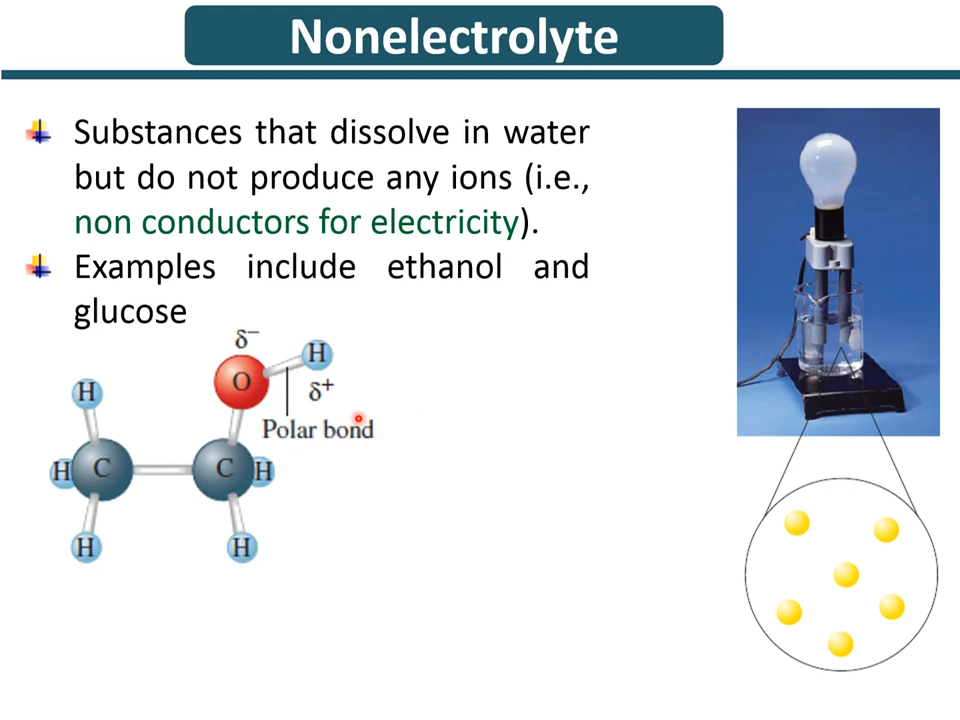 Nonelectrolyte
Substances that dissolve in water
but do not produce any ions (i.e.,
non conductors for electricity).
Examples include ethanol and
glucose
δ−
H
O
δ+
H
Polar bond
H
C
C
H
H
H